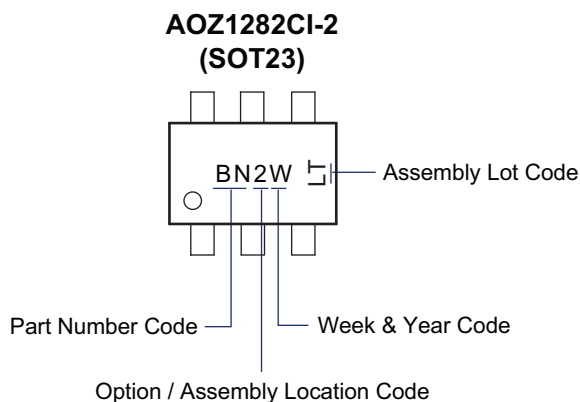 AOZ1282CI-2
(SOT23)
BN2W
LT
Assembly Lot Code
Part Number Code
Week & Year Code
Option / Assembly Location Code